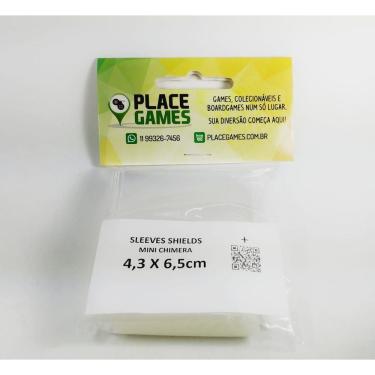 PLACE
GAMES
GAMES, COLECIONÁVEIS E
BOARDGAMES NUM SÓ LUGAR.
SUA DIVERSÃO COMEÇA AQUI!
11 99326-7456
PLACEGAMES.COM.BR
SLEEVES SHIELDS
MINI CHIMERA
4,3 X 6,5cm
+